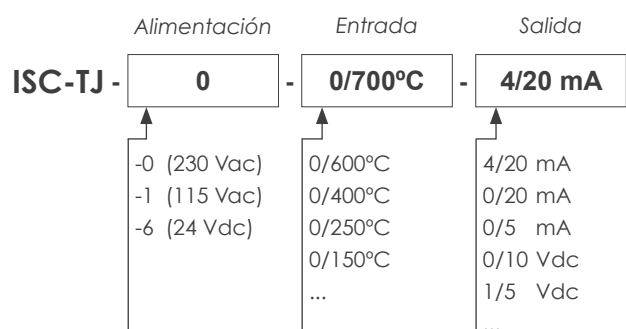 Alimentación Entrada Salida
ISC-TJ - 0 - 0/700ºC - 4/20 mA
-0 (230 Vac) 0/600ºC 4/20 mA
-1 (115 Vac) 0/400ºC 0/20 mA
-6 (24 Vdc) 0/250ºC 0/5 mA
0/150ºC 0/10 Vdc
... 1/5 Vdc
...